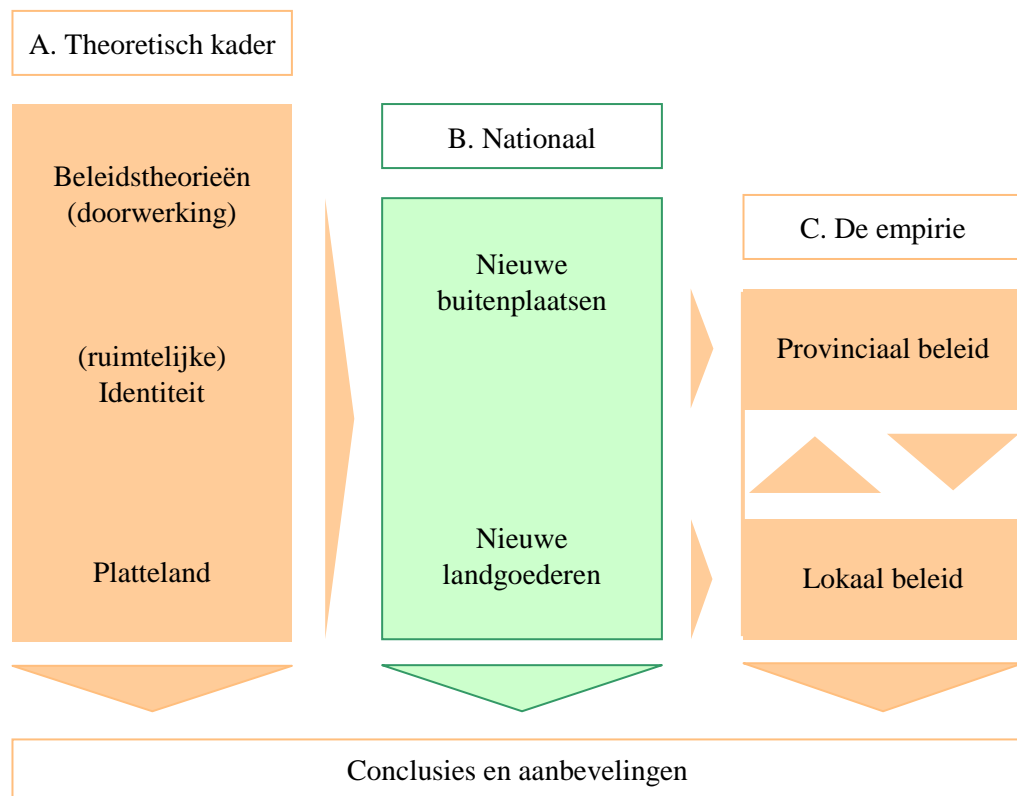 A. Theoretisch kader
Beleidstheorieën
(doorwerking)
(ruimtelijke)
Identiteit
Platteland
B. Nationaal
Nieuwe
buitenplaatsen
Nieuwe
landgoederen
C. De empirie
Provinciaal beleid
Lokaal beleid
Conclusies en aanbevelingen